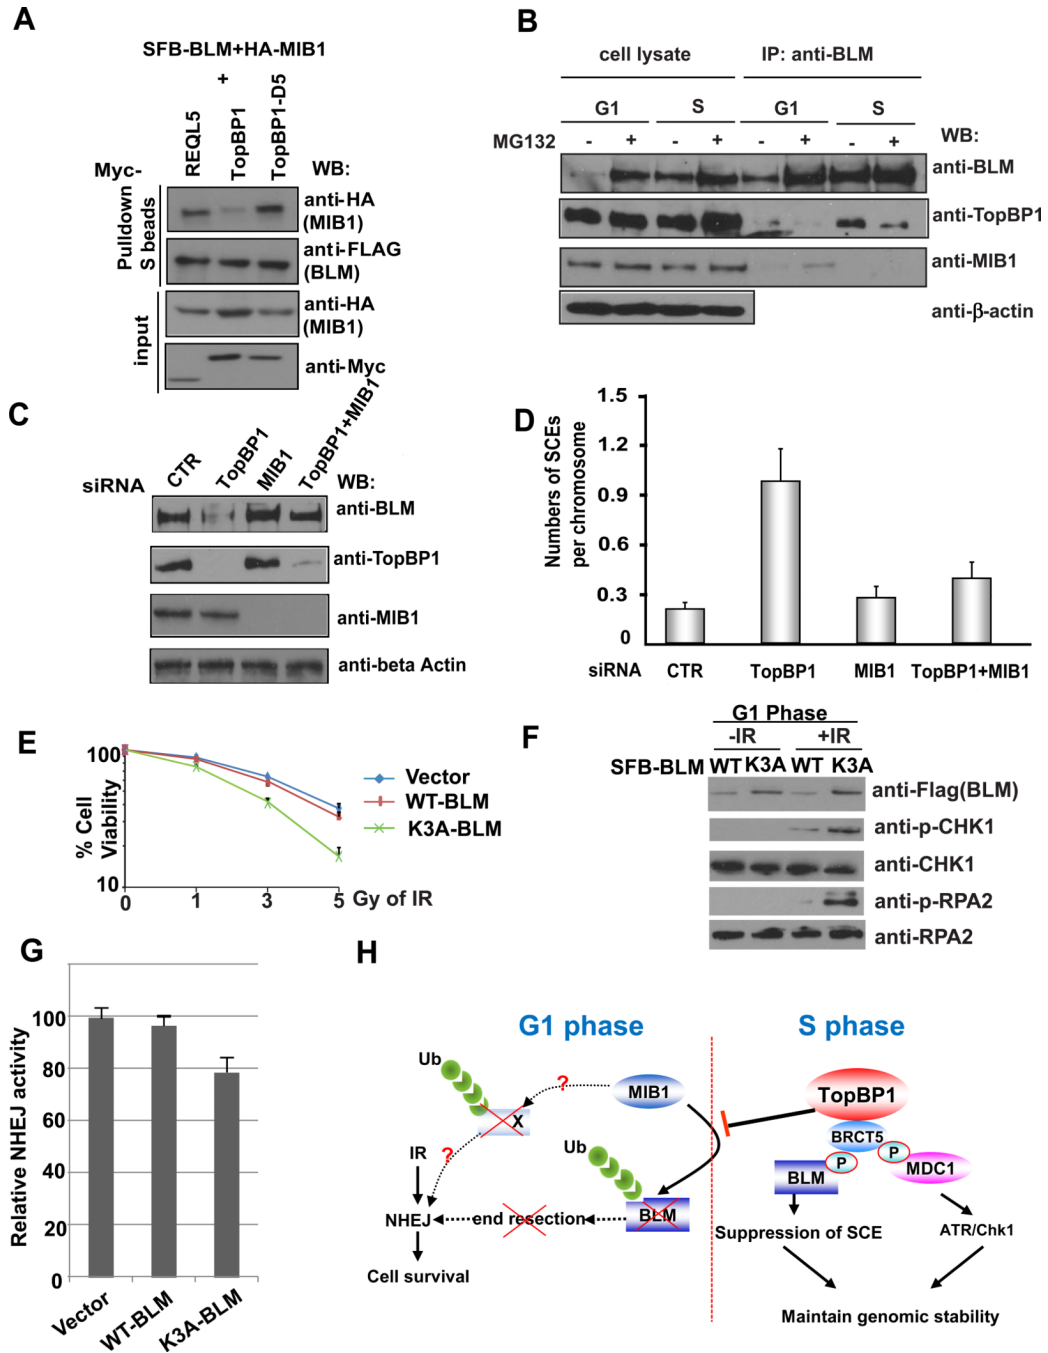 A
SFB-BLM+HA-MIB1
+
Myc-
REQL5
TopBP1
TopBP1-D5
WB:
Pulldown
S beads
anti-HA
(MIB1)
anti-FLAG
(BLM)
input
anti-HA
(MIB1)
anti-Myc
B
cell lysate
IP: anti-BLM
G1
S
G1
S
MG132
-
+
-
+
-
+
-
+
WB:
anti-BLM
anti-TopBP1
anti-MIB1
anti-β-actin
C
siRNA
CTR
TopBP1
MIB1
TopBP1+MIB1
WB:
anti-BLM
anti-TopBP1
anti-MIB1
anti-beta Actin
D
Numbers of SCEs
per chromosome
1.5
1.2
0.9
0.6
0.3
0
siRNA
CTR
TopBP1
MIB1
TopBP1+MIB1
E
% Cell
Viability
100
10
0
1
3
5
Gy of IR
Vector
WT-BLM
K3A-BLM
F
G1 Phase
-IR
+IR
SFB-BLM
WT
K3A
WT
K3A
anti-Flag(BLM)
anti-p-CHK1
anti-CHK1
anti-p-RPA2
anti-RPA2
G
Relative NHEJ activity
100
80
60
40
20
0
Vector
WT-BLM
K3A-BLM
H
G1 phase
S phase
Ub
?
MIB1
X
TopBP1
BRCT5
P
P
BLM
MDC1
IR
?
Ub
BLM
NHEJ
end resection
Suppression of SCE
ATR/Chk1
Cell survival
Maintain genomic stability